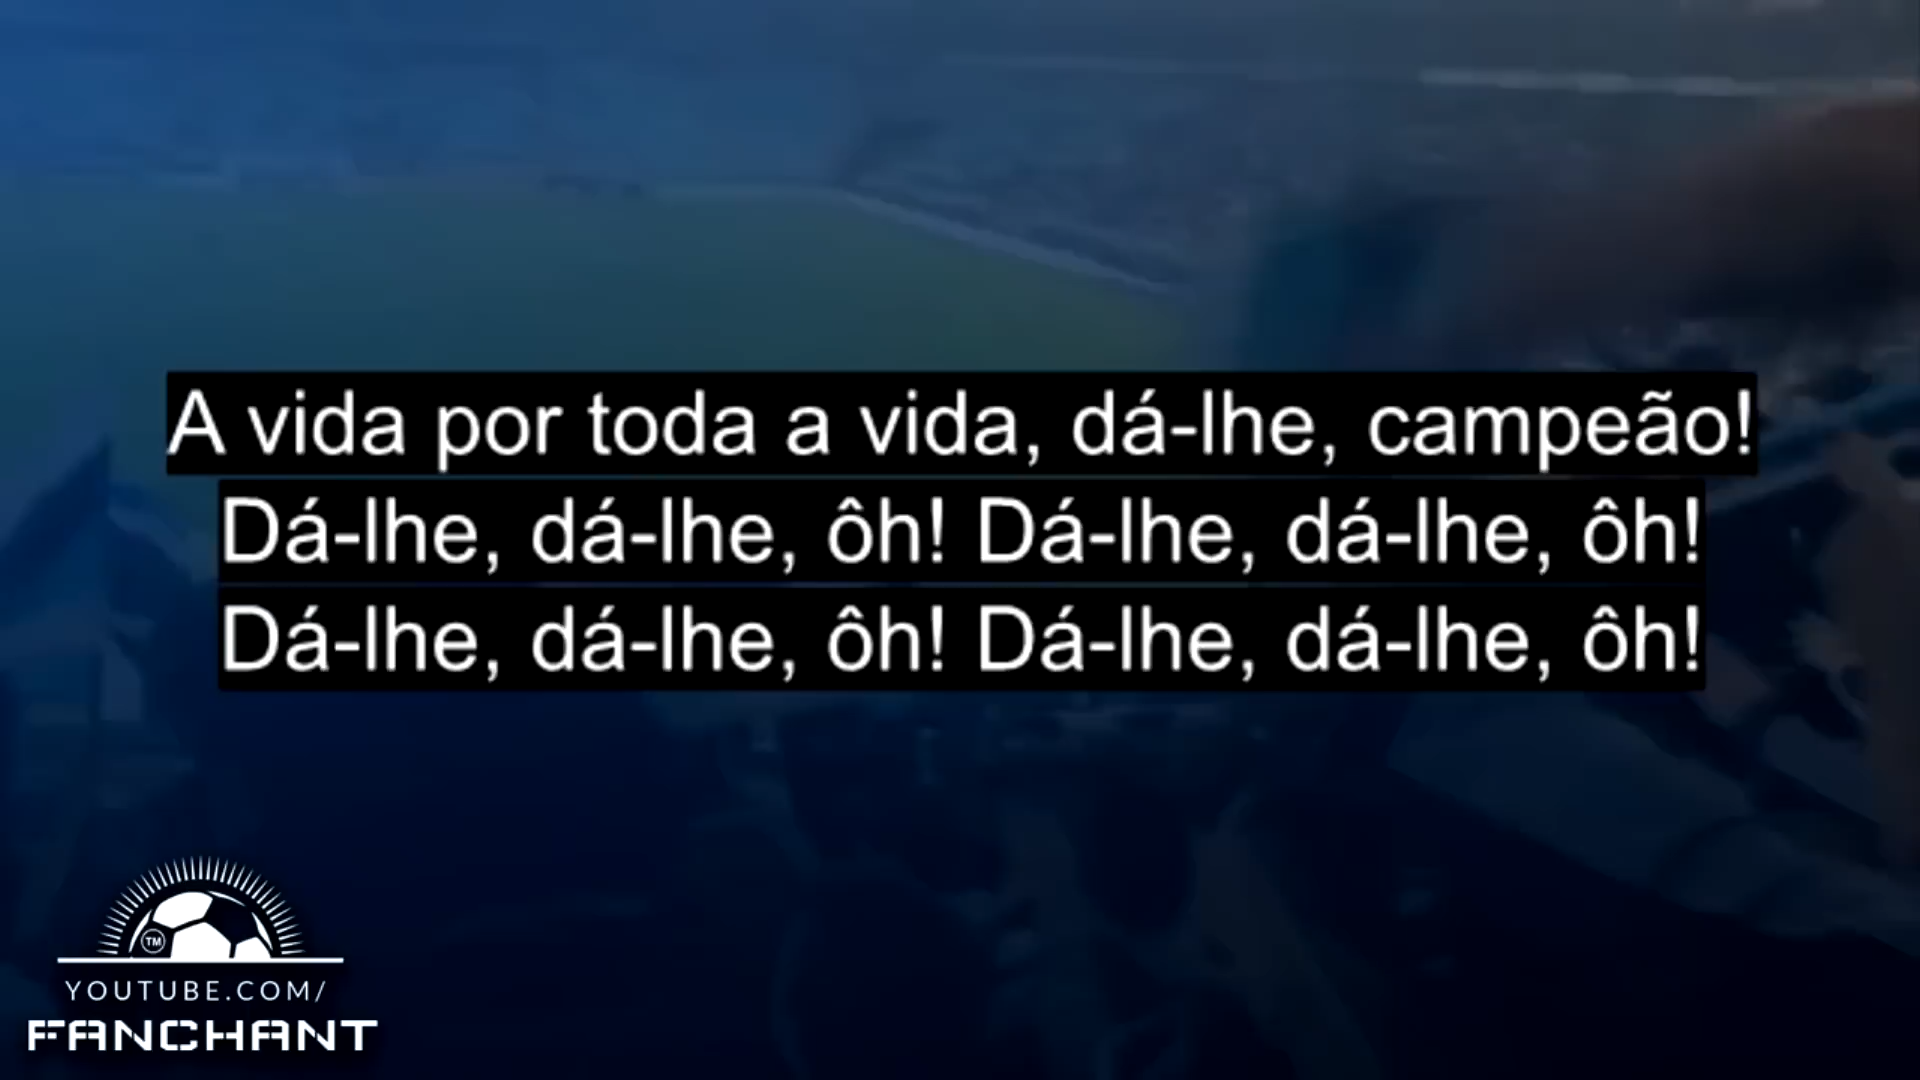 A vida por toda a vida, dá-lhe, campeão!
Dá-lhe, dá-lhe, ôh! Dá-lhe, dá-lhe, ôh!
Dá-lhe, dá-lhe, ôh! Dá-lhe, dá-lhe, ôh!
TM
YOUTUBE.COM/
FANCHANT